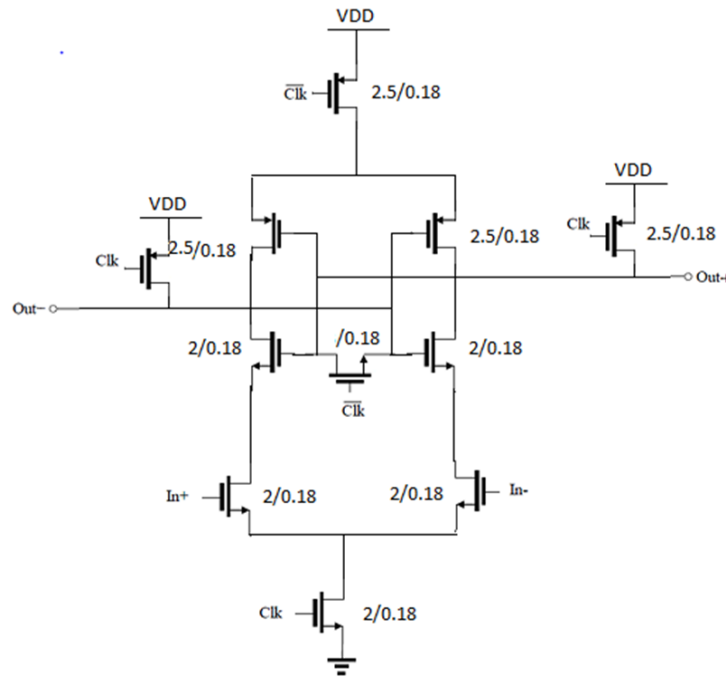 VDD
C̅l̅k̅ 2.5/0.18
VDD
VDD
2.5/0.18
2.5/0.18
Clk
2.5/0.18
Clk
Out-
Out−
/0.18
2/0.18
2/0.18
C̅l̅k̅
In+
2/0.18
2/0.18
In-
Clk
2/0.18